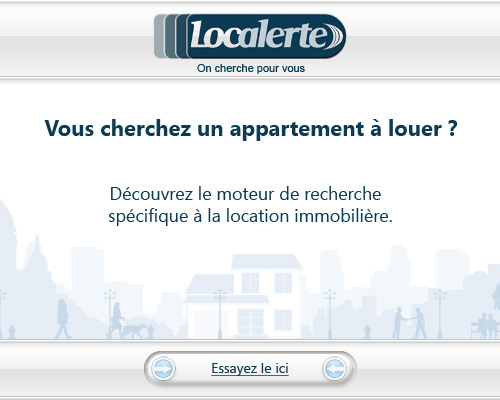 Localerte
On cherche pour vous
Vous cherchez un appartement à louer ?
Découvrez le moteur de recherche
spécifique à la location immobilière.
Essayez le ici